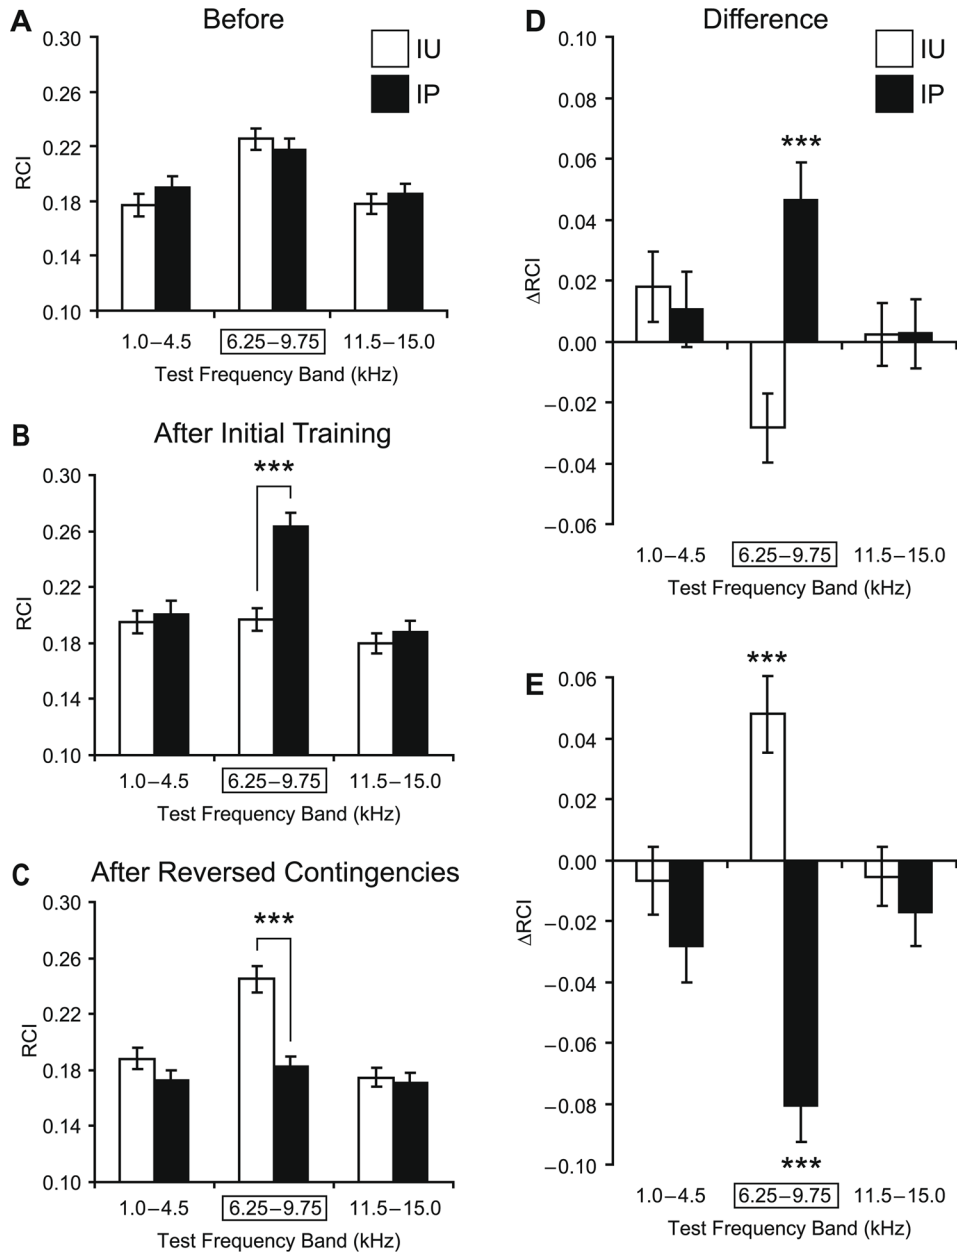 A
Before
0.30
0.26
0.22
0.18
0.14
0.10
RCI
IU
IP
1.0–4.5
6.25–9.75
11.5–15.0
Test Frequency Band (kHz)
B
After Initial Training
0.30
0.26
0.22
0.18
0.14
0.10
RCI
***
1.0–4.5
6.25–9.75
11.5–15.0
Test Frequency Band (kHz)
C
After Reversed Contingencies
0.30
0.26
0.22
0.18
0.14
0.10
RCI
***
1.0–4.5
6.25–9.75
11.5–15.0
Test Frequency Band (kHz)
D
Difference
0.10
0.08
0.06
0.04
0.02
0.00
–0.02
–0.04
–0.06
ΔRCI
IU
IP
***
1.0–4.5
6.25–9.75
11.5–15.0
Test Frequency Band (kHz)
E
0.06
0.04
0.02
0.00
–0.02
–0.04
–0.06
–0.08
–0.10
ΔRCI
***
***
1.0–4.5
6.25–9.75
11.5–15.0
Test Frequency Band (kHz)